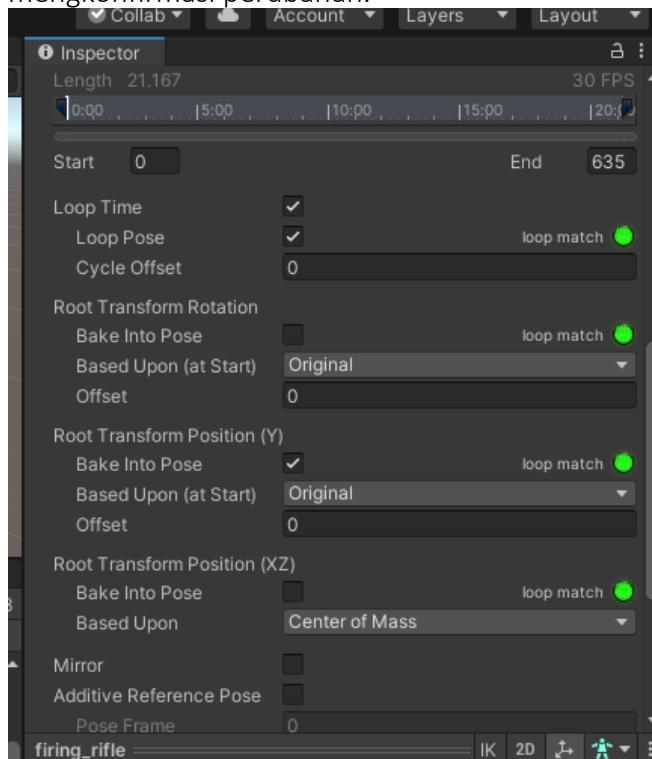 mengkonfirmasi perubahan.
Collab Account Layers Layout
Inspector
Length 21.167 30 FPS
0:00 5:00 10:00 15:00 20:0
Start 0 End 635
Loop Time
Loop Pose loop match
Cycle Offset 0
Root Transform Rotation
Bake Into Pose loop match
Based Upon (at Start) Original
Offset 0
Root Transform Position (Y)
Bake Into Pose loop match
Based Upon (at Start) Original
Offset 0
Root Transform Position (XZ)
Bake Into Pose loop match
Based Upon Center of Mass
Mirror
Additive Reference Pose
Pose Frame 0
firing_rifle IK 2D